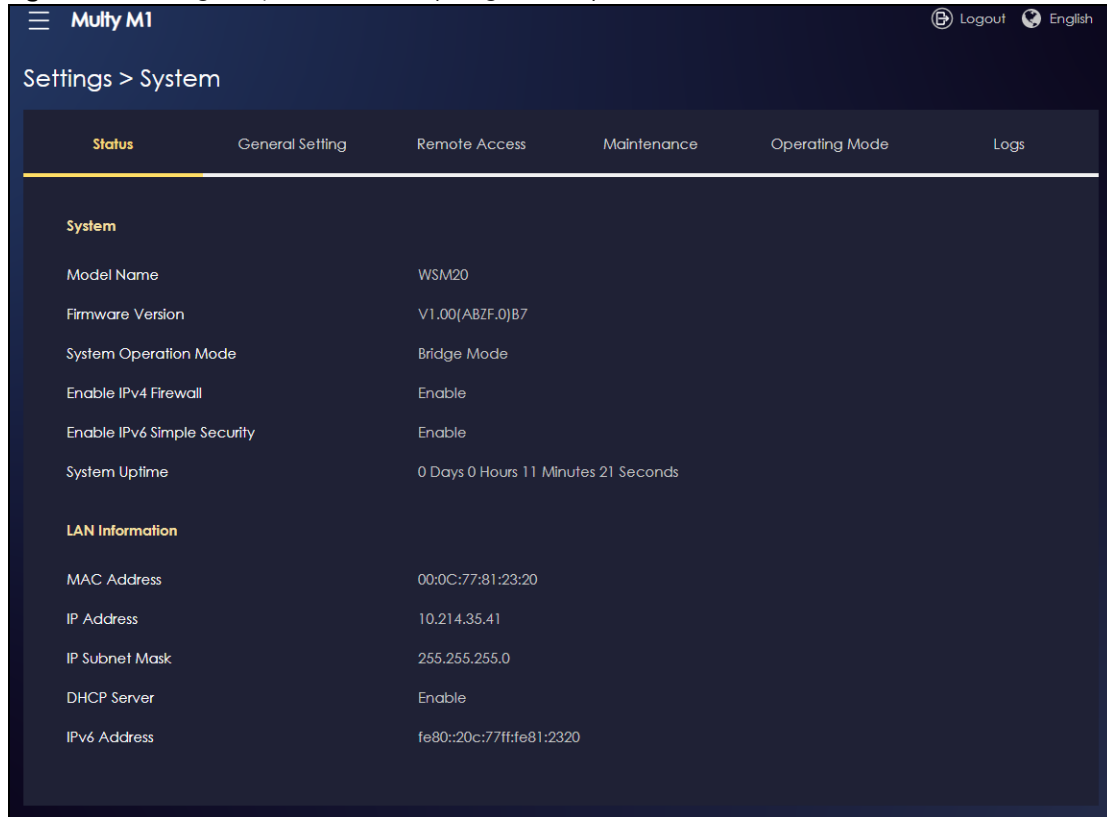 Multy M1 Logout English
Settings > System
Status General Setting Remote Access Maintenance Operating Mode Logs
System
Model Name WSM20
Firmware Version V1.00(ABZF.0)B7
System Operation Mode Bridge Mode
Enable IPv4 Firewall Enable
Enable IPv6 Simple Security Enable
System Uptime 0 Days 0 Hours 11 Minutes 21 Seconds
LAN Information
MAC Address 00:0C:77:81:23:20
IP Address 10.214.35.41
IP Subnet Mask 255.255.255.0
DHCP Server Enable
IPv6 Address fe80::20c:77ff:fe81:2320